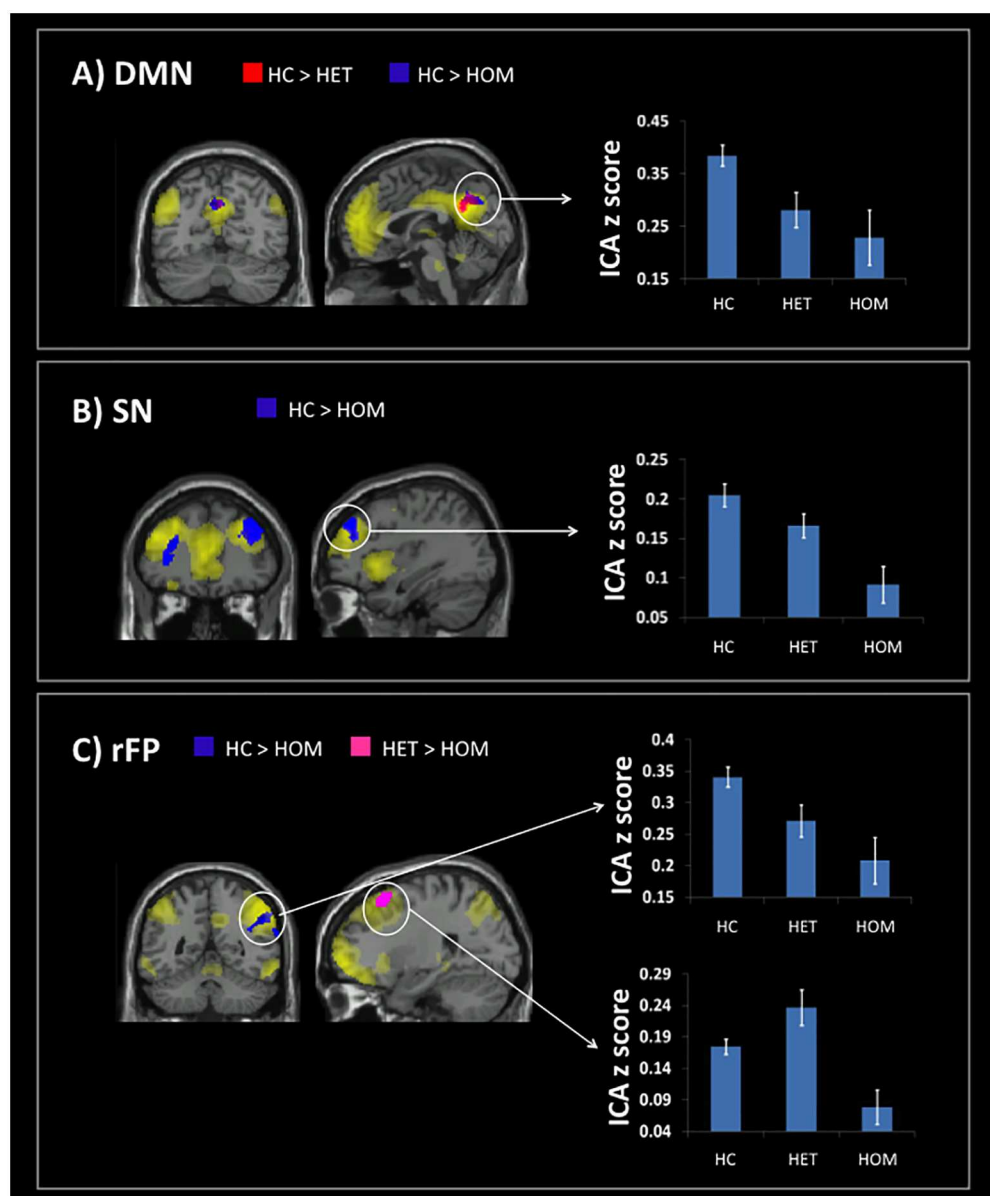 A) DMN HC > HET HC > HOM
ICA z score
0.45
0.35
0.25
0.15
HC HET HOM
B) SN HC > HOM
ICA z score
0.25
0.2
0.15
0.1
0.05
HC HET HOM
C) rFP HC > HOM HET > HOM
ICA z score
0.4
0.35
0.3
0.25
0.2
0.15
HC HET HOM
ICA z score
0.29
0.24
0.19
0.14
0.09
0.04
HC HET HOM